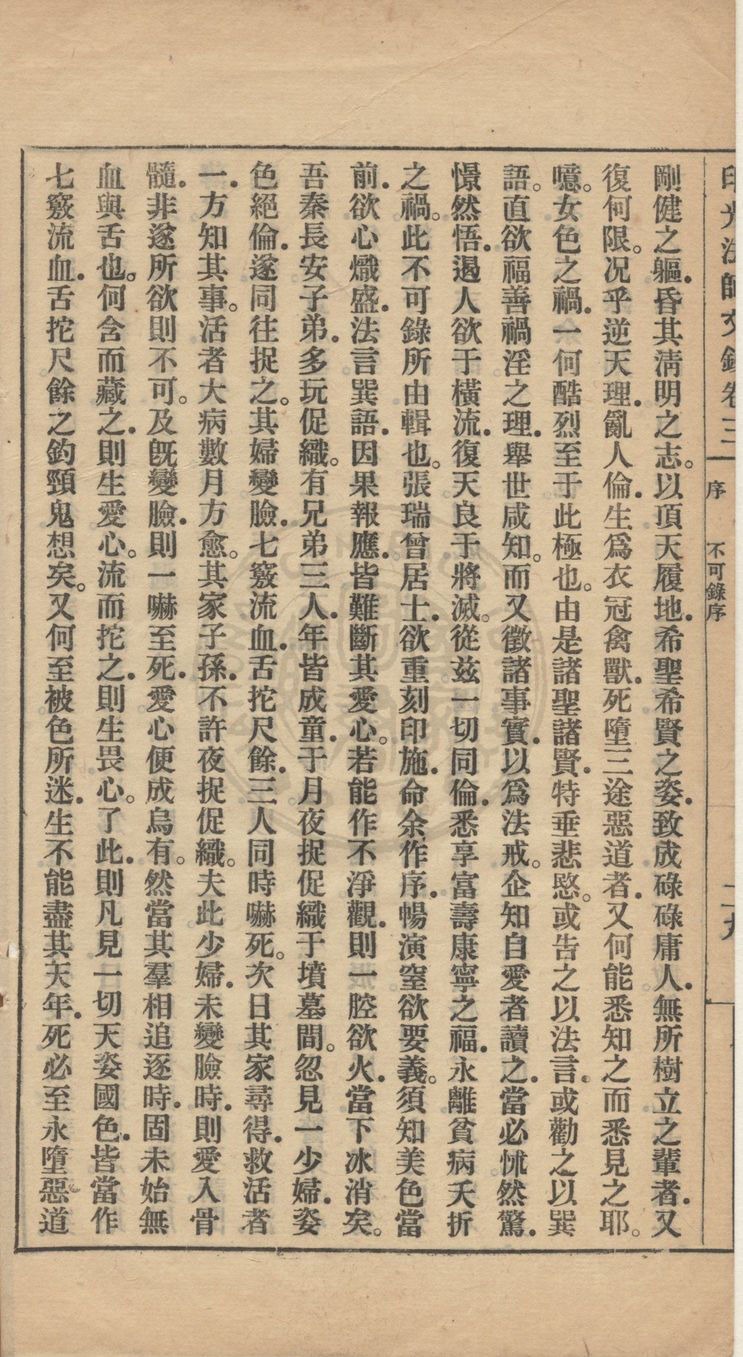 印光法師文鈔卷三 序 不可錄序 二九
剛健之軀。昏其淸明之志。以頂天履地。希聖希賢之姿。致成碌碌庸人。無所樹立之輩者。又
復何限。况乎逆天理。亂人倫。生爲衣冠禽獸。死墮三途惡道者。又何能悉知之而悉見之耶。
噫。女色之禍。一何酷烈至于此極也。由是諸聖諸賢。特垂悲愍。或告之以法言。或勸之以巽
語。直欲福善禍淫之理。舉世咸知。而又徵諸事實。以爲法戒。企知自愛者讀之。當必怵然驚。
憬然悟。遏人欲于橫流。復天良于將滅。從茲一切同倫。悉享富壽康寧之福。永離貧病夭折
之禍。此不可錄所由輯也。張瑞曾居士。欲重刻印施。命余作序。暢演窒欲要義。須知美色當
前。欲心熾盛。法言巽語。因果報應。皆難斷其愛心。若能作不淨觀。則一腔欲火。當下冰消矣。
吾秦長安子弟。多玩促織。有兄弟三人。年皆成童。于月夜捉促織于墳墓間。忽見一少婦。姿
色絕倫。遂同往捉之。其婦變臉。七竅流血。舌拕尺餘。三人同時嚇死。次日其家尋得。救活者
一。方知其事。活者大病數月方愈。其家子孫。不許夜捉促織。夫此少婦。未變臉時。則愛入骨
髓。非遂所欲則不可。及旣變臉。則一嚇至死。愛心便成烏有。然當其羣相追逐時。固未始無
血與舌也。何含而藏之。則生愛心。流而拕之。則生畏心。了此。則凡見一切天姿國色。皆當作
七竅流血。舌拕尺餘之釣頸鬼想矣。又何至被色所迷。生不能盡其天年。死必至永墮惡道